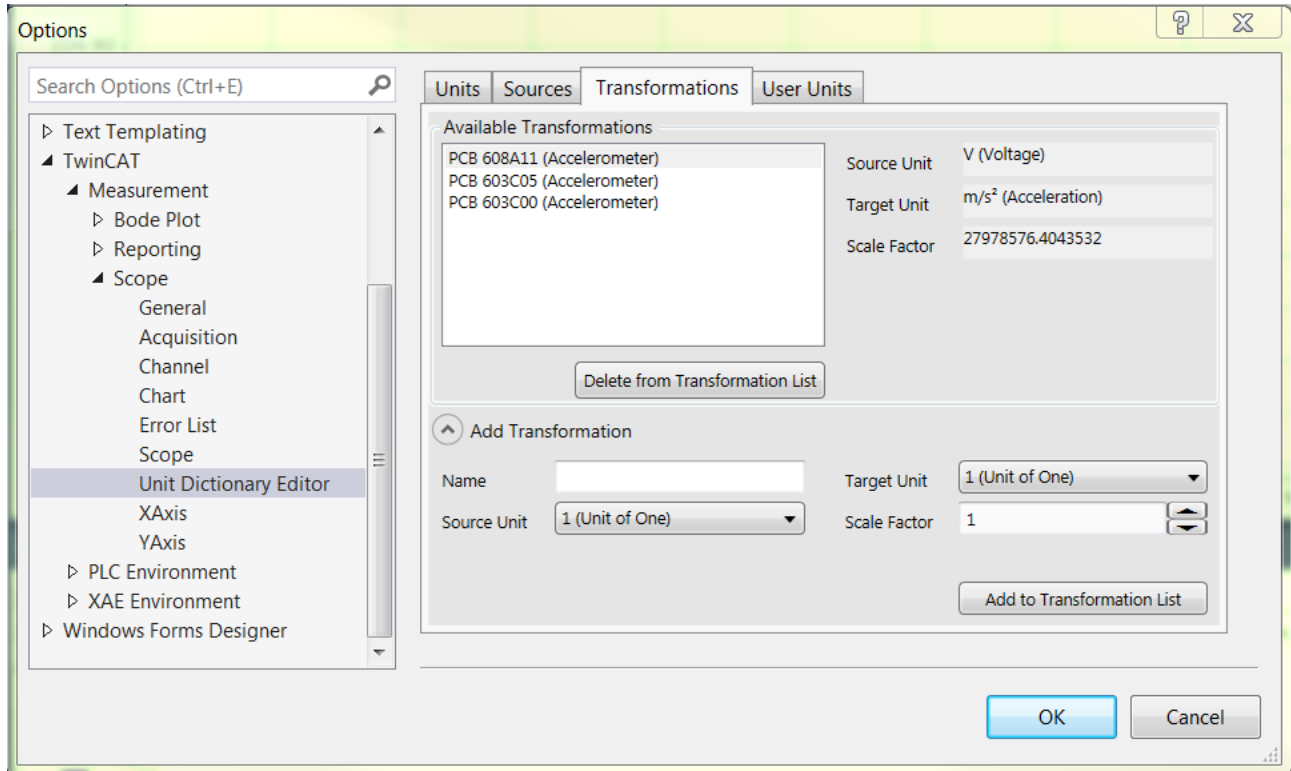 Options
Search Options (Ctrl+E)
Text Templating
TwinCAT
Measurement
Bode Plot
Reporting
Scope
General
Acquisition
Channel
Chart
Error List
Scope
Unit Dictionary Editor
XAxis
YAxis
PLC Environment
XAE Environment
Windows Forms Designer
Units Sources Transformations User Units
Available Transformations
PCB 608A11 (Accelerometer)
PCB 603C05 (Accelerometer)
PCB 603C00 (Accelerometer)
Source Unit V (Voltage)
Target Unit m/s² (Acceleration)
Scale Factor 27978576.4043532
Delete from Transformation List
Add Transformation
Name
Target Unit 1 (Unit of One)
Source Unit 1 (Unit of One)
Scale Factor 1
Add to Transformation List
OK Cancel